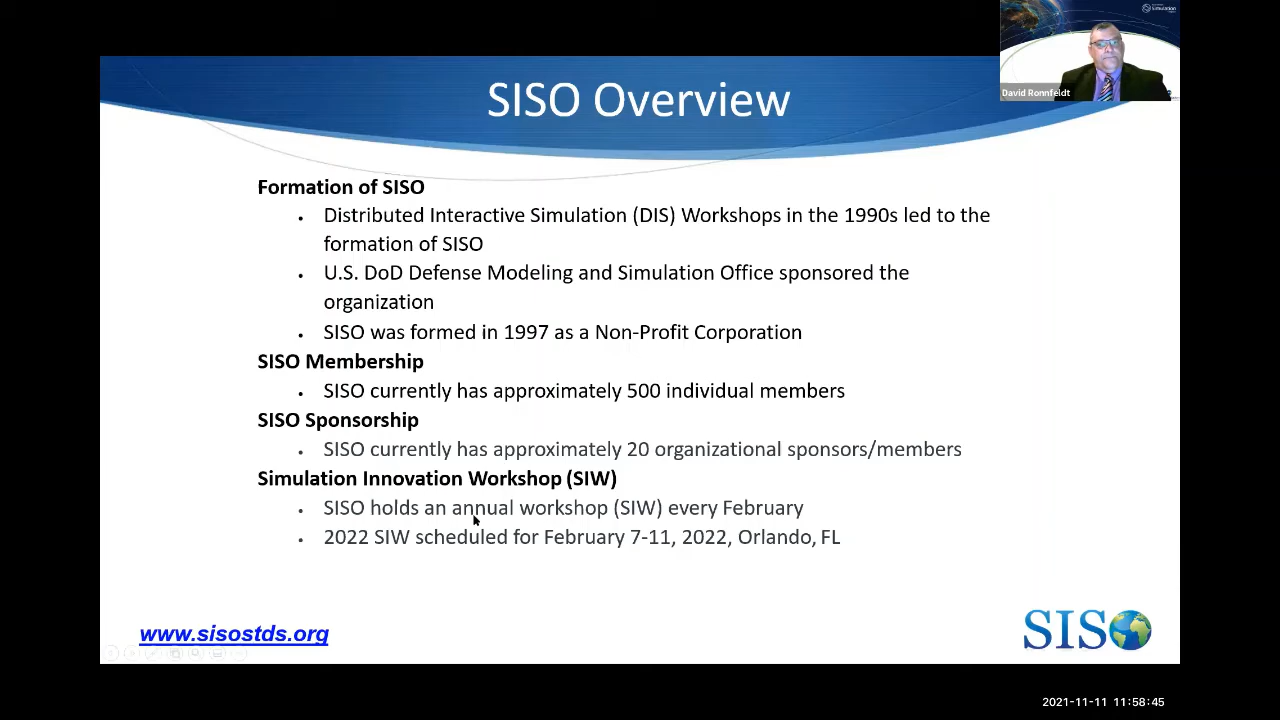 Simulation
David Ronnfeldt
SISO Overview
Formation of SISO
• Distributed Interactive Simulation (DIS) Workshops in the 1990s led to the
formation of SISO
• U.S. DoD Defense Modeling and Simulation Office sponsored the
organization
• SISO was formed in 1997 as a Non-Profit Corporation
SISO Membership
• SISO currently has approximately 500 individual members
SISO Sponsorship
• SISO currently has approximately 20 organizational sponsors/members
Simulation Innovation Workshop (SIW)
• SISO holds an annual workshop (SIW) every February
• 2022 SIW scheduled for February 7-11, 2022, Orlando, FL
www.sisostds.org
SISO
2021-11-11 11:58:45